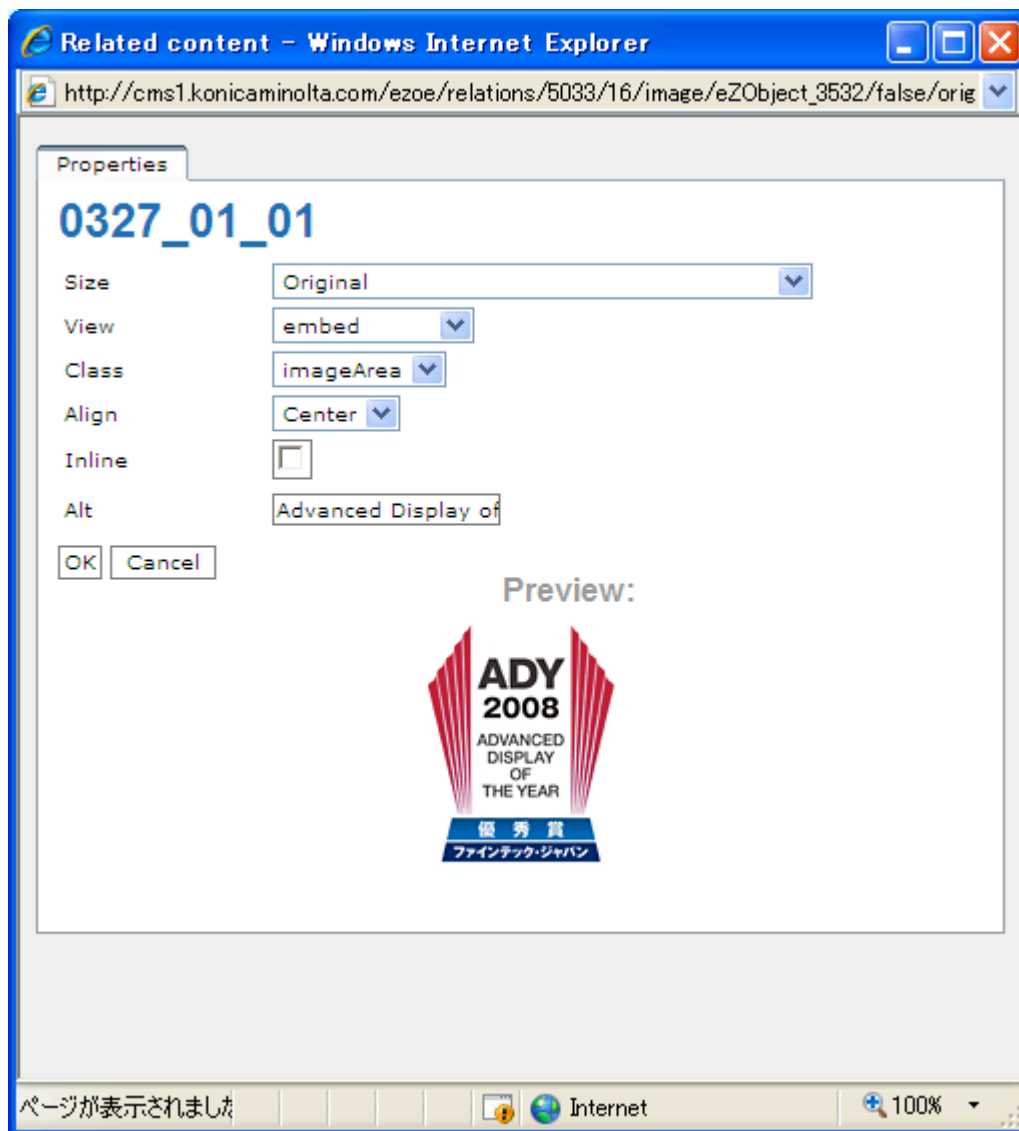 Related content - Windows Internet Explorer
http://cms1.konicaminolta.com/ezoe/relations/5033/16/image/eZObject_3532/false/orig
Properties
0327_01_01
Size Original
View embed
Class imageArea
Align Center
Inline
Alt Advanced Display of
OK Cancel
Preview:
ADY
2008
ADVANCED
DISPLAY
OF
THE YEAR
優秀賞
ファインテック・ジャパン
ページが表示されました Internet 100%